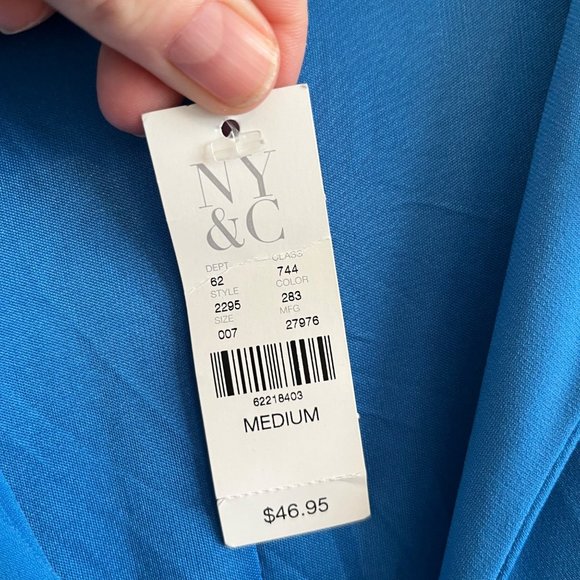 NY
&C
DEPT CLASS
62 744
STYLE COLOR
2295 283
SIZE MFG
007 27976
62218403
MEDIUM
$46.95